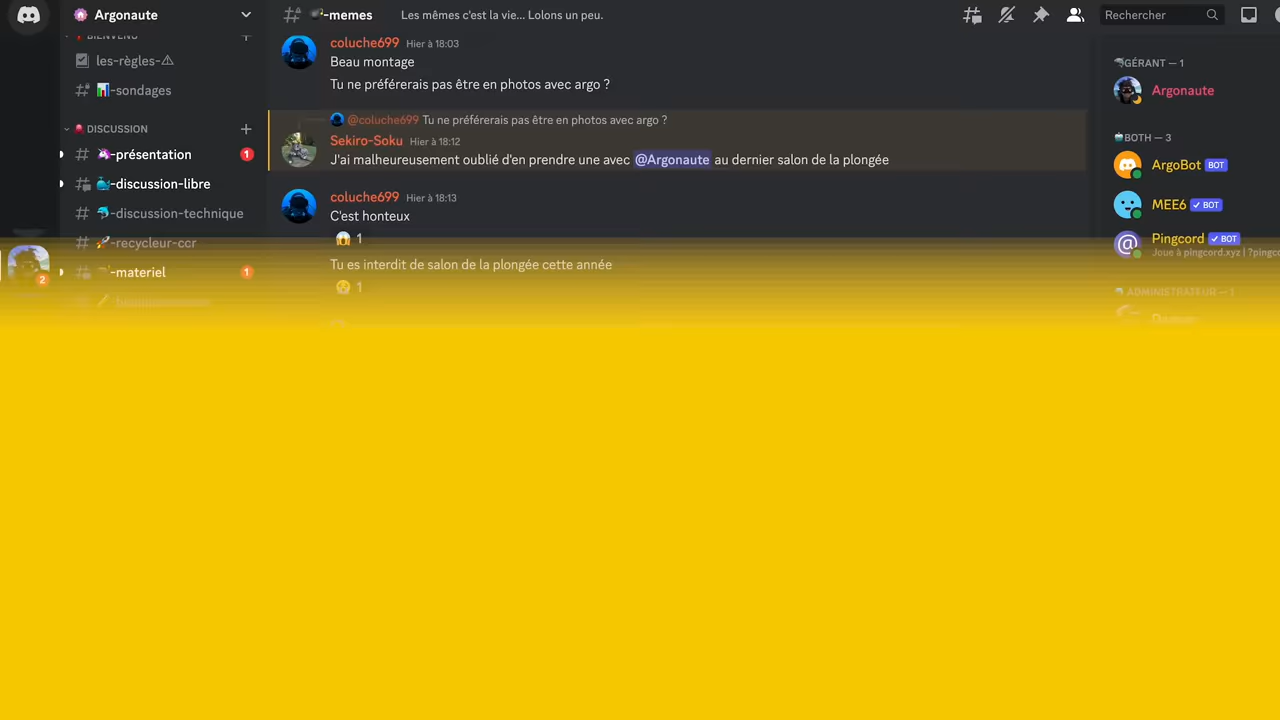 Argonaute
BIENVENU
les-règles-⚠
📊-sondages
DISCUSSION
🦄-présentation
1
🐳-discussion-libre
🐬-discussion-technique
🚀-recycleur-ccr
2
-materiel
1
-memes
Les mêmes c'est la vie... Lolons un peu.
Rechercher
coluche699 Hier à 18:03
Beau montage
Tu ne préférerais pas être en photos avec argo ?
@coluche699 Tu ne préférerais pas être en photos avec argo ?
Sekiro-Soku Hier à 18:12
J'ai malheureusement oublié d'en prendre une avec @Argonaute au dernier salon de la plongée
coluche699 Hier à 18:13
C'est honteux
😱 1
Tu es interdit de salon de la plongée cette année
😢 1
GÉRANT — 1
Argonaute
BOTH — 3
ArgoBot BOT
MEE6 ✓ BOT
Pingcord ✓ BOT
Joue à pingcord.xyz | ?pingco
ADMINISTRATEUR — 1